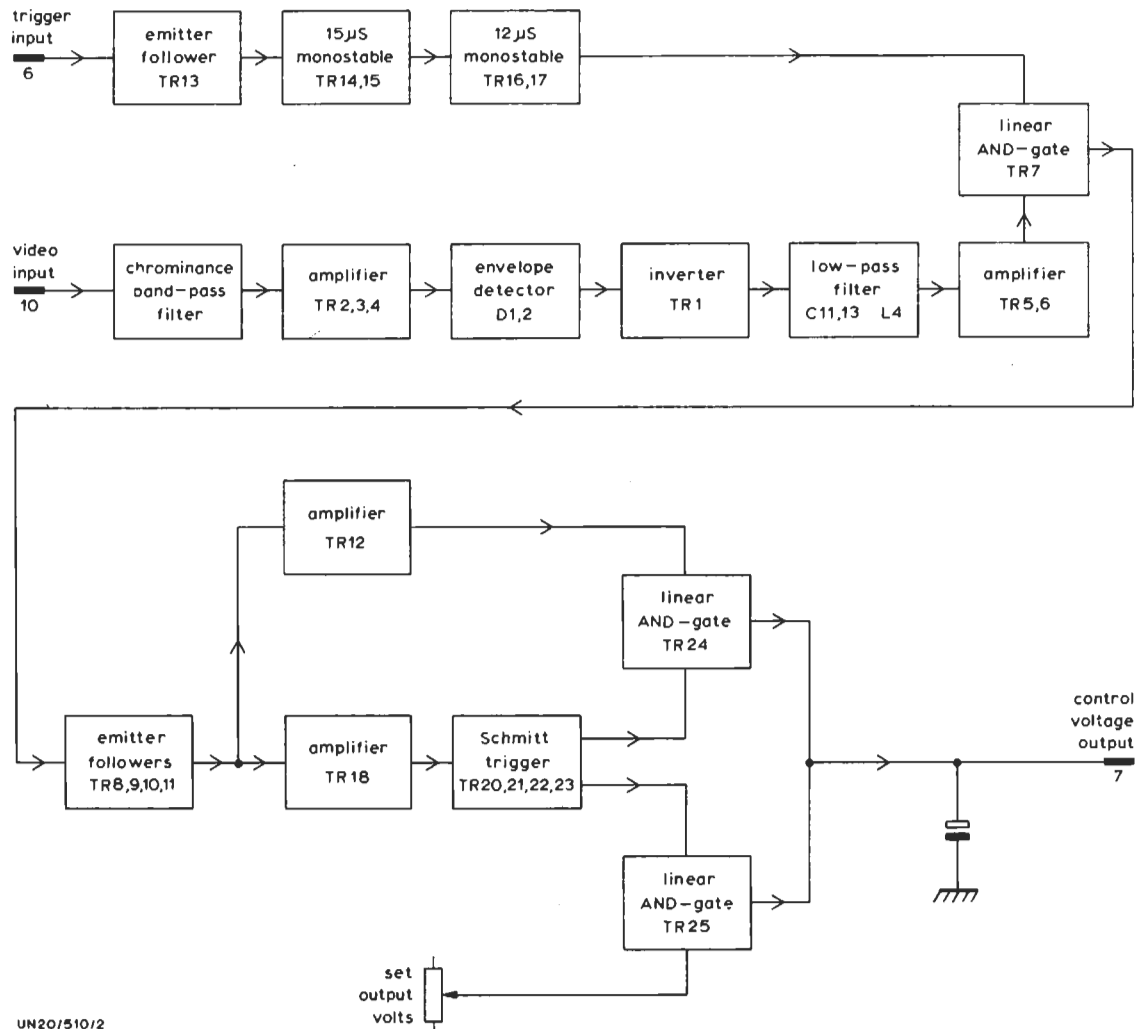 trigger
input
6
emitter
follower
TR13
15µS
monostable
TR14,15
12µS
monostable
TR16,17
linear
AND-gate
TR7
video
input
10
chrominance
band-pass
filter
amplifier
TR2,3,4
envelope
detector
D1,2
inverter
TR1
low-pass
filter
C11,13 L4
amplifier
TR5,6
amplifier
TR12
linear
AND-gate
TR24
emitter
followers
TR8,9,10,11
amplifier
TR18
Schmitt
trigger
TR20,21,22,23
control
voltage
output
7
linear
AND-gate
TR25
set
output
volts
UN20/510/2